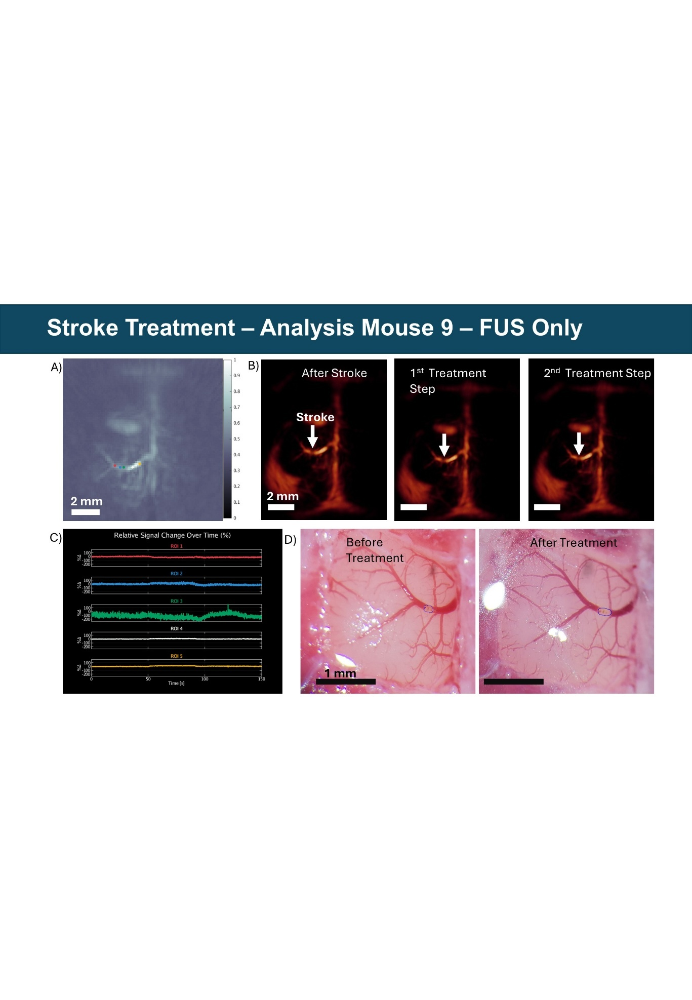 Stroke Treatment – Analysis Mouse 9 – FUS Only
A)
1
0.9
0.8
0.7
0.6
0.5
0.4
0.3
0.2
0.1
0
2 mm
B)
After Stroke
Stroke
2 mm
1st Treatment
Step
2nd Treatment Step
C)
Relative Signal Change Over Time (%)
ROI 1
%Δ
100
0
-100
-200
ROI 2
%Δ
100
0
-100
-200
ROI 3
%Δ
100
0
-100
-200
ROI 4
%Δ
100
0
-100
-200
ROI 5
%Δ
100
0
-100
-200
0 50 100 150
Time [s]
D)
Before
Treatment
1 mm
After Treatment